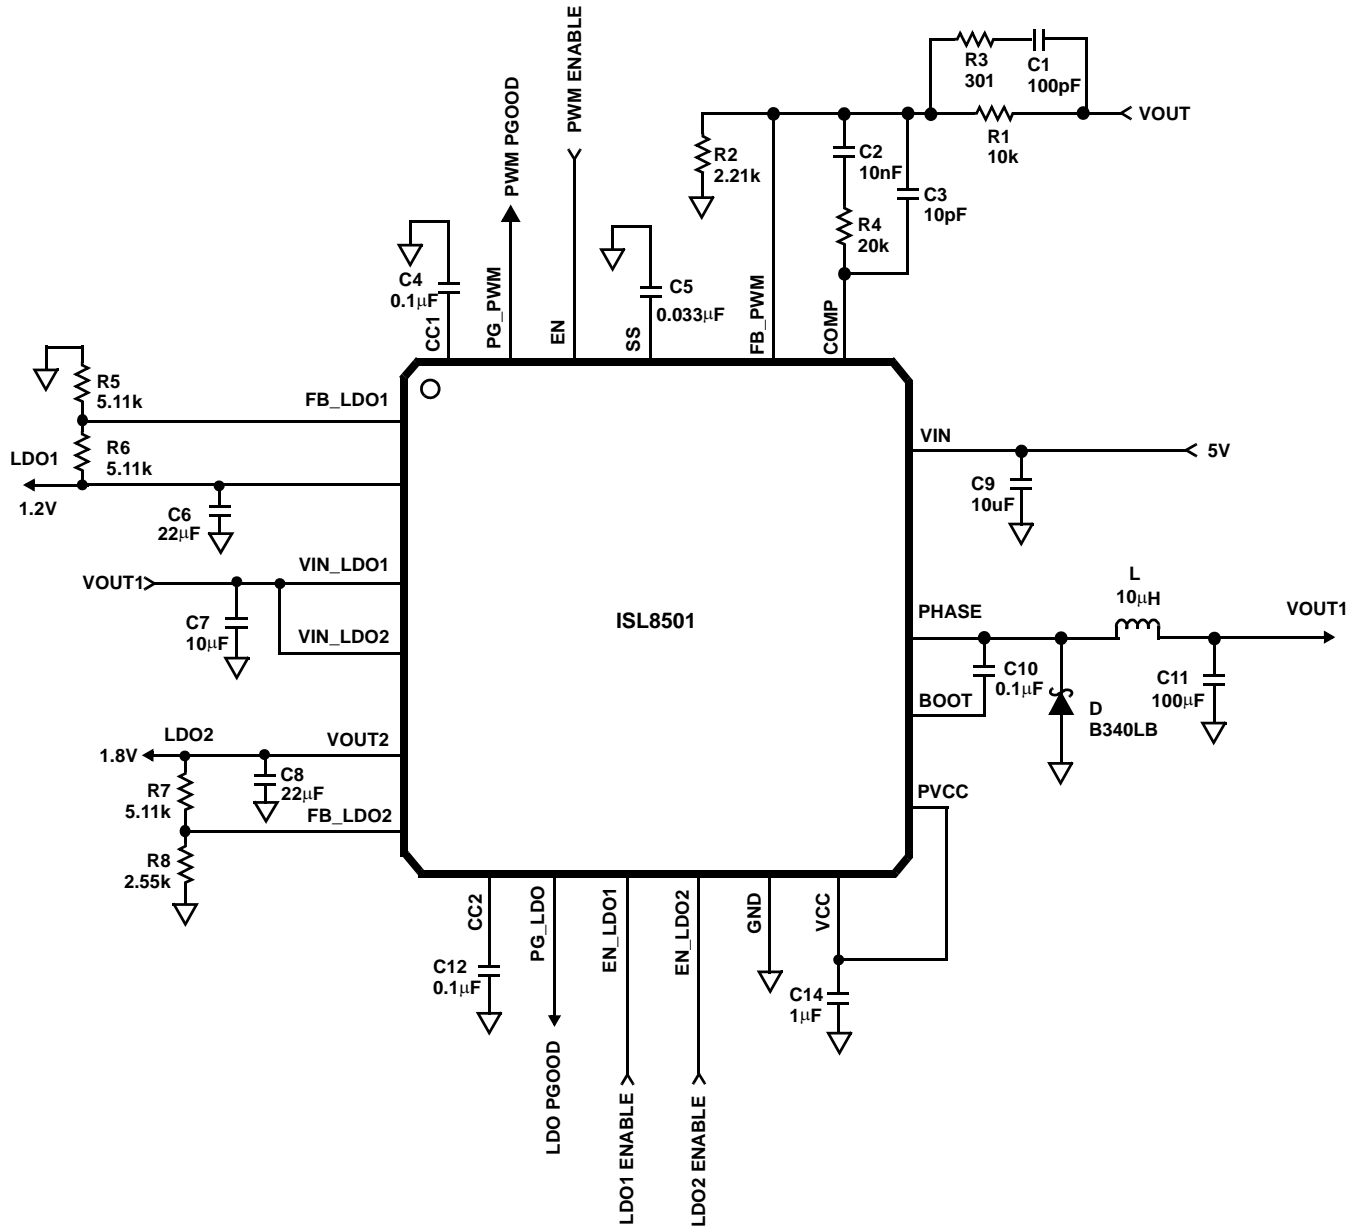 PWM ENABLE
PWM PGOOD
R3
301
C1
100pF
VOUT
R1
10k
R2
2.21k
C2
10nF
C3
10pF
R4
20k
C4
0.1µF
C5
0.033µF
CC1
PG_PWM
EN
SS
FB_PWM
COMP
R5
5.11k
FB_LDO1
R6
5.11k
LDO1
1.2V
C6
22µF
VIN
5V
C9
10uF
VOUT1
VIN_LDO1
C7
10µF
VIN_LDO2
ISL8501
L
10µH
PHASE
VOUT1
C10
0.1µF
BOOT
C11
100µF
D
B340LB
LDO2
VOUT2
1.8V
C8
22µF
R7
5.11k
FB_LDO2
PVCC
R8
2.55k
CC2
PG_LDO
EN_LDO1
EN_LDO2
GND
VCC
C12
0.1µF
C14
1µF
LDO PGOOD
LDO1 ENABLE
LDO2 ENABLE